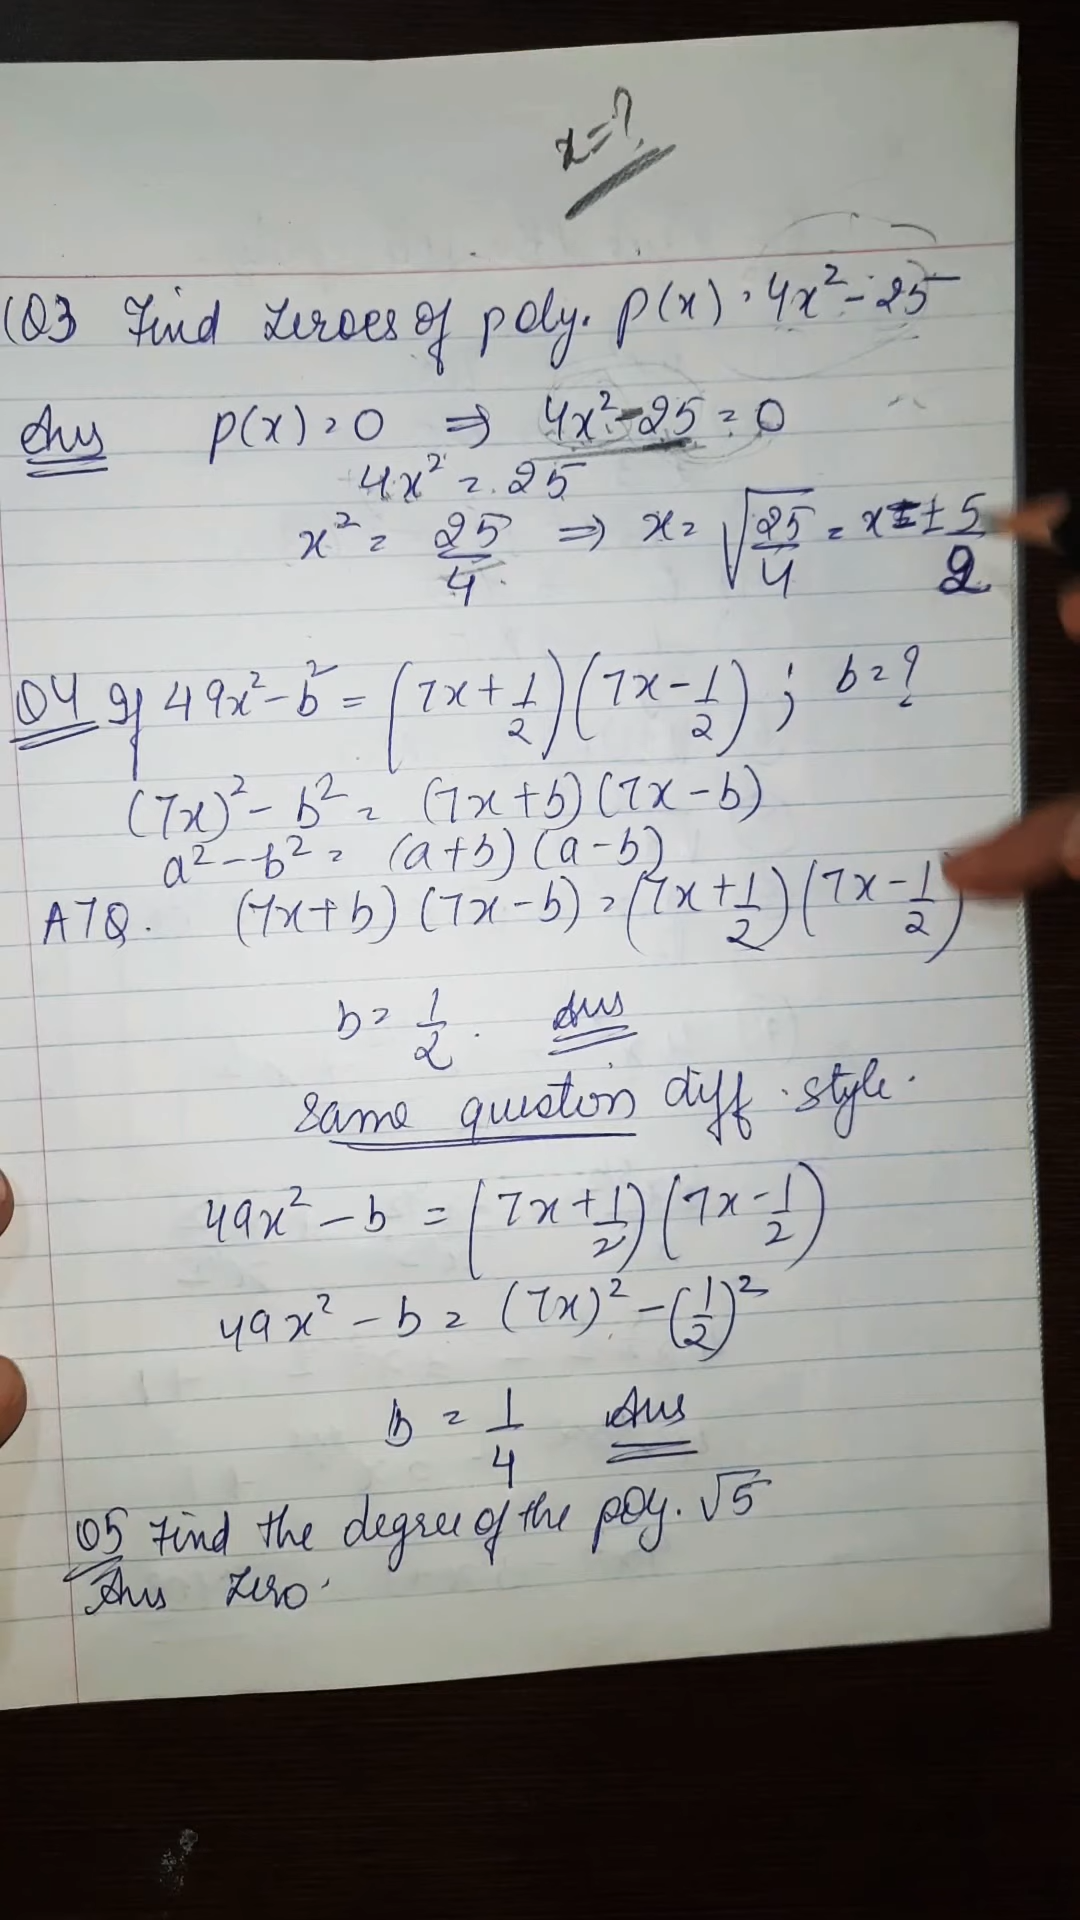 x=?
Q3 Find zeroes of poly. p(x) = 4x² - 25
Ans p(x) = 0 ⇒ 4x² - 25 = 0
4x² = 25
x² = 25/4 ⇒ x = √(25/4) = x = ± 5/2
Q4 If 49x² - b² = (7x + 1/2)(7x - 1/2) ; b = ?
(7x)² - b² = (7x + b)(7x - b)
a² - b² = (a + b)(a - b)
ATQ. (7x + b)(7x - b) = (7x + 1/2)(7x - 1/2)
b = 1/2. Ans
Same question diff. style.
49x² - b = (7x + 1/2)(7x - 1/2)
49x² - b = (7x)² - (1/2)²
b = 1/4 Ans
Q5 Find the degree of the poly. √5
Ans Zero.